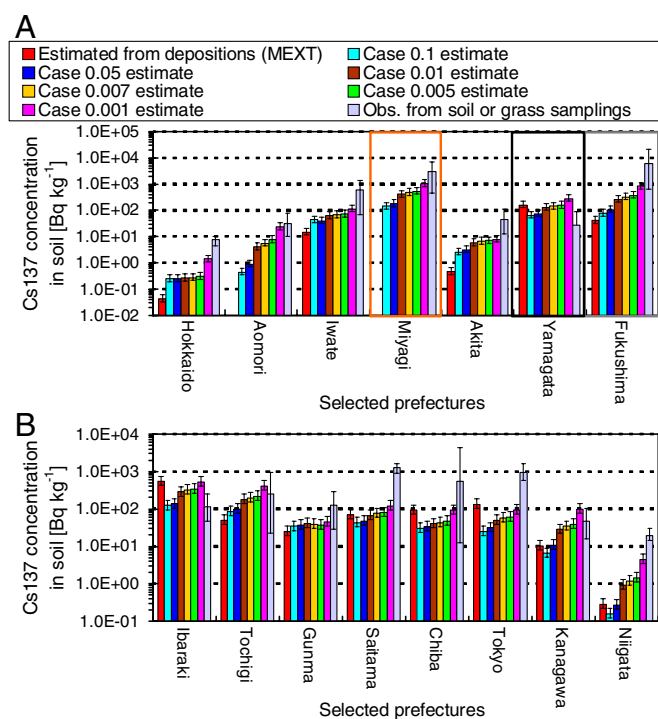 A
Estimated from depositions (MEXT)
Case 0.1 estimate
Case 0.05 estimate
Case 0.01 estimate
Case 0.007 estimate
Case 0.005 estimate
Case 0.001 estimate
Obs. from soil or grass samplings
Cs137 concentration
in soil [Bq kg⁻¹]
1.0E+05
1.0E+04
1.0E+03
1.0E+02
1.0E+01
1.0E+00
1.0E-01
1.0E-02
Hokkaido
Aomori
Iwate
Miyagi
Akita
Yamagata
Fukushima
Selected prefectures
B
Cs137 concentration
in soil [Bq kg⁻¹]
1.0E+04
1.0E+03
1.0E+02
1.0E+01
1.0E+00
1.0E-01
Ibaraki
Tochigi
Gunma
Saitama
Chiba
Tokyo
Kanagawa
Niigata
Selected prefectures